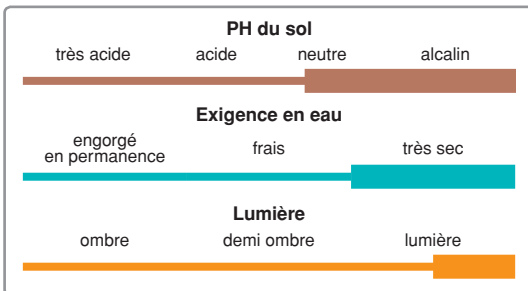 PH du sol
très acide acide neutre alcalin
Exigence en eau
engorgé
en permanence frais très sec
Lumière
ombre demi ombre lumière